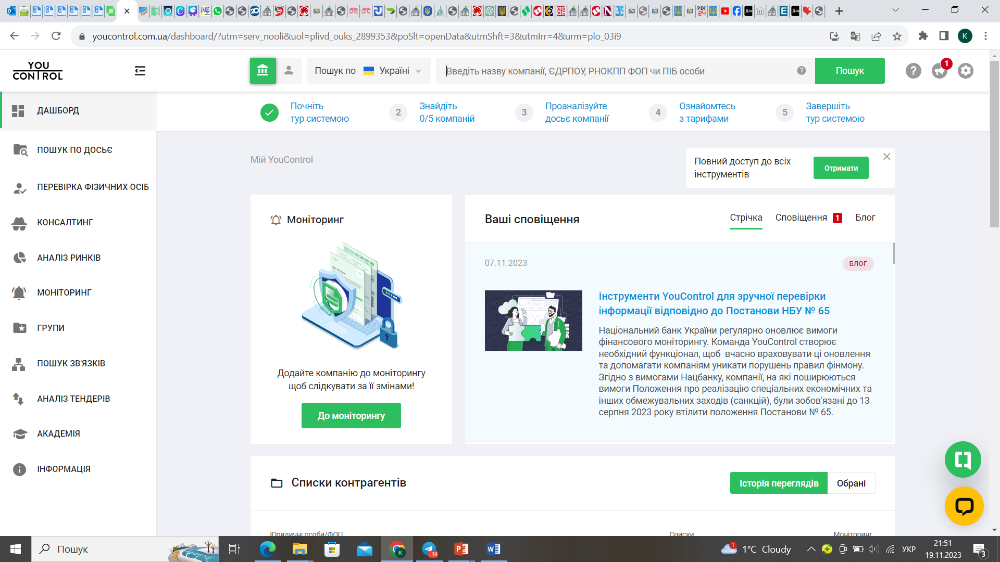 youcontrol.com.ua/dashboard/?utm=serv_nooli&uol=plivd_ouks_2899353&poSlt=openData&utmShft=3&utmIrr=4&urm=plo_03i9
K
YOU
CONTROL
Пошук по
Україні
Введіть назву компанії, ЄДРПОУ, РНОКПП ФОП чи ПІБ особи
?
Пошук
?
1
ДАШБОРД
ПОШУК ПО ДОСЬЄ
ПЕРЕВІРКА ФІЗИЧНИХ ОСІБ
КОНСАЛТИНГ
АНАЛІЗ РИНКІВ
МОНІТОРИНГ
ГРУПИ
ПОШУК ЗВ'ЯЗКІВ
АНАЛІЗ ТЕНДЕРІВ
АКАДЕМІЯ
ІНФОРМАЦІЯ
Почніть
тур системою
2
Знайдіть
0/5 компаній
3
Проаналізуйте
досьє компанії
4
Ознайомтесь
з тарифами
5
Завершіть
тур системою
Мій YouControl
Повний доступ до всіх
інструментів
Отримати
Моніторинг
Додайте компанію до моніторингу
щоб слідкувати за її змінами!
До моніторингу
Ваші сповіщення
Стрічка
Сповіщення 1
Блог
07.11.2023
БЛОГ
Інструменти YouControl для зручної перевірки
інформації відповідно до Постанови НБУ № 65
Національний банк України регулярно оновлює вимоги
фінансового моніторингу. Команда YouControl створює
необхідний функціонал, щоб вчасно враховувати ці оновлення
та допомагати компаніям уникати порушень правил фінмону.
Згідно з вимогами Нацбанку, компанії, на які поширюються
вимоги Положення про реалізацію спеціальних економічних та
інших обмежувальних заходів (санкцій), були зобов'язані до 13
серпня 2023 року втілити положення Постанови № 65.
Списки контрагентів
Історія переглядів
Обрані
Юридичні особи/ФОП
Списки
Моніторинг
Пошук
1
1°C Cloudy
УКР
21:51
19.11.2023
3